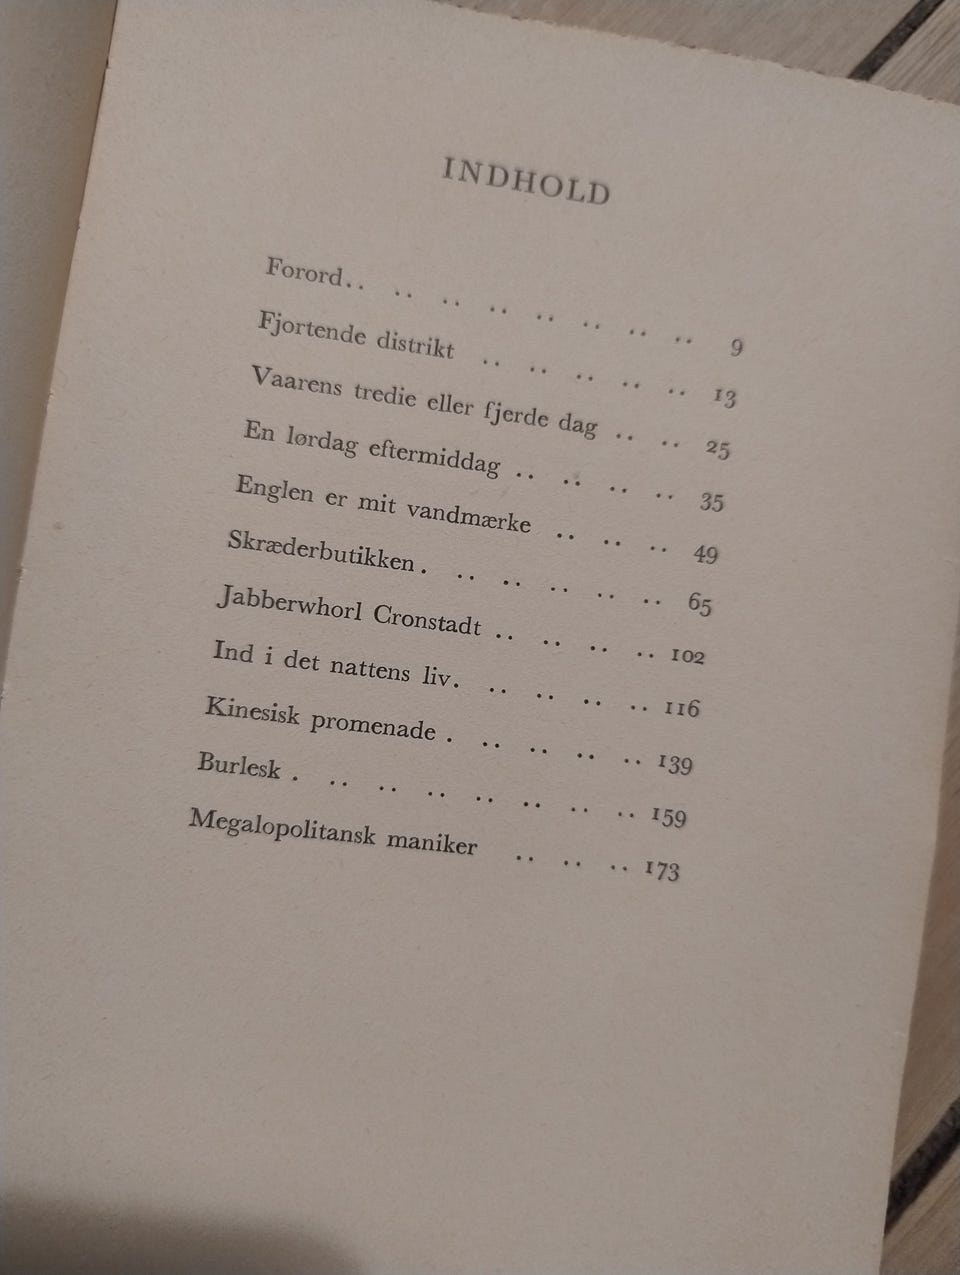 INDHOLD
Forord.. .. .. .. .. .. .. .. 9
Fjortende distrikt .. .. .. .. .. 13
Vaarens tredie eller fjerde dag .. .. 25
En lørdag eftermiddag .. .. .. .. 35
Englen er mit vandmærke .. .. .. 49
Skræderbutikken . .. .. .. .. .. 65
Jabberwhorl Cronstadt .. .. .. .. 102
Ind i det nattens liv. .. .. .. .. 116
Kinesisk promenade . .. .. .. .. 139
Burlesk . .. .. .. .. .. .. .. 159
Megalopolitansk maniker .. .. .. 173